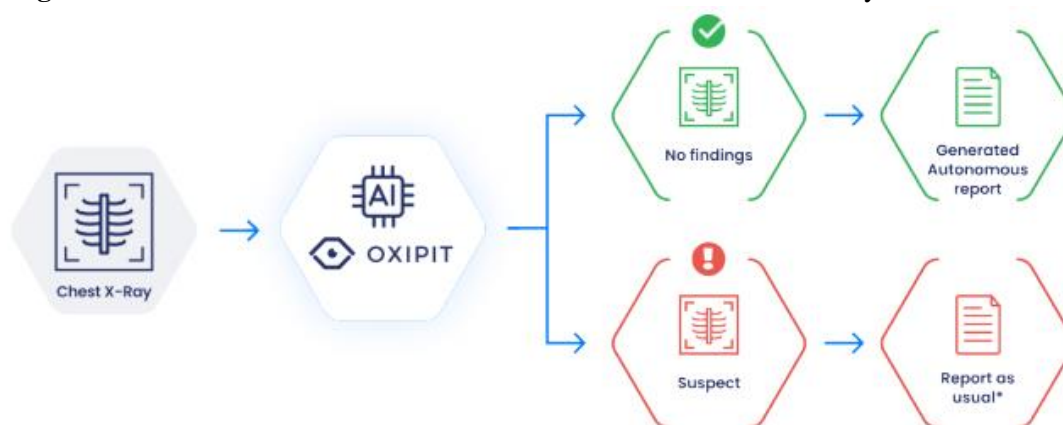 Chest X-Ray
AI
OXIPIT
No findings
Generated
Autonomous
report
Suspect
Report as
usual*